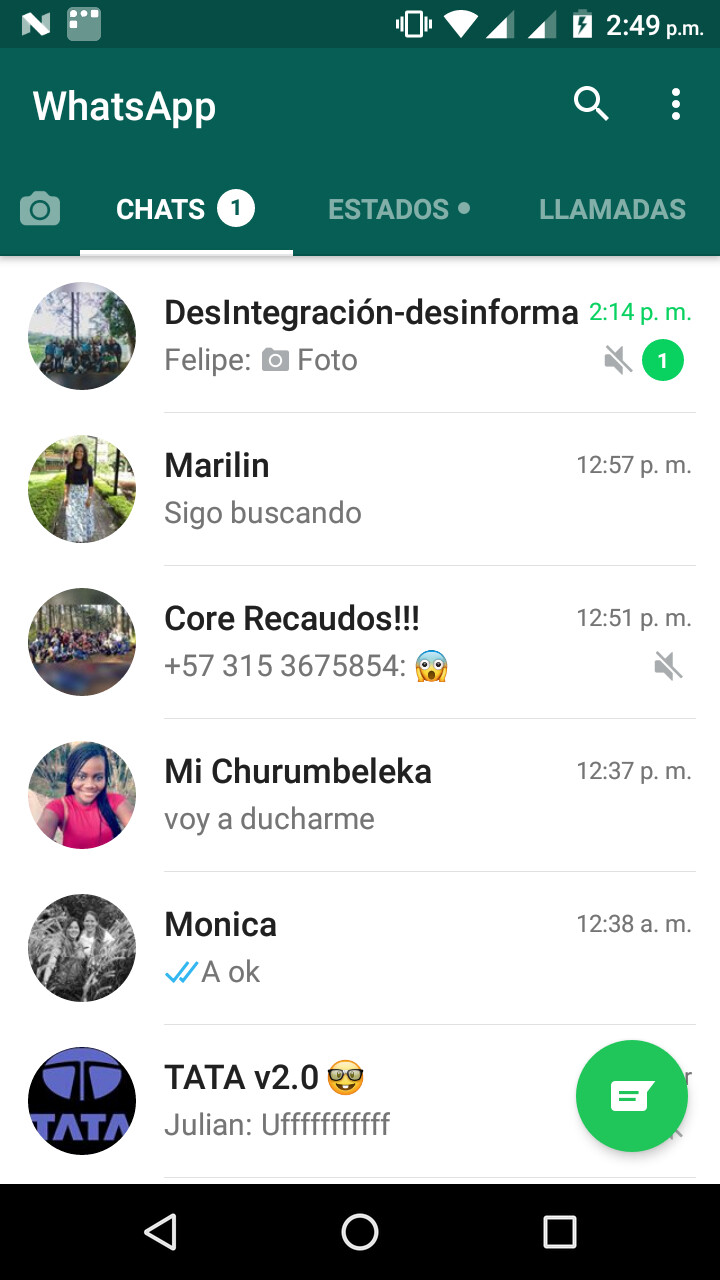 2:49 p.m.
WhatsApp
CHATS 1
ESTADOS
LLAMADAS
DesIntegración-desinforma 2:14 p. m.
Felipe: Foto 1
Marilin 12:57 p. m.
Sigo buscando
Core Recaudos!!! 12:51 p. m.
+57 315 3675854: 😱
Mi Churumbeleka 12:37 p. m.
voy a ducharme
Monica 12:38 a. m.
A ok
TATA v2.0 🤓
Julian: Ufffffffffff
TATA